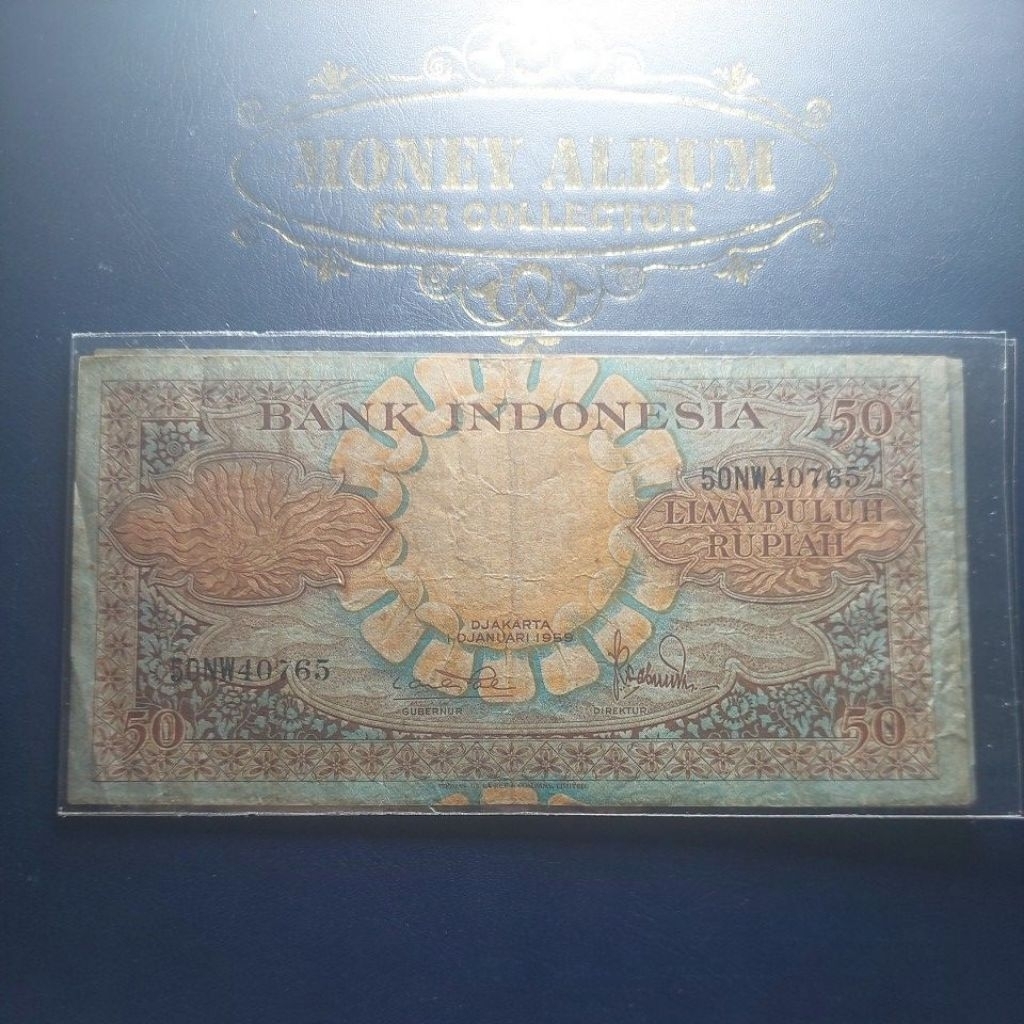 MONEY ALBUM
FOR COLLECTOR
BANK INDONESIA
50
50NW40765
LIMA PULUH
RUPIAH
DJAKARTA
1 DJANUARI 1959
50NW40765
GUBERNUR
DIREKTUR
50
50